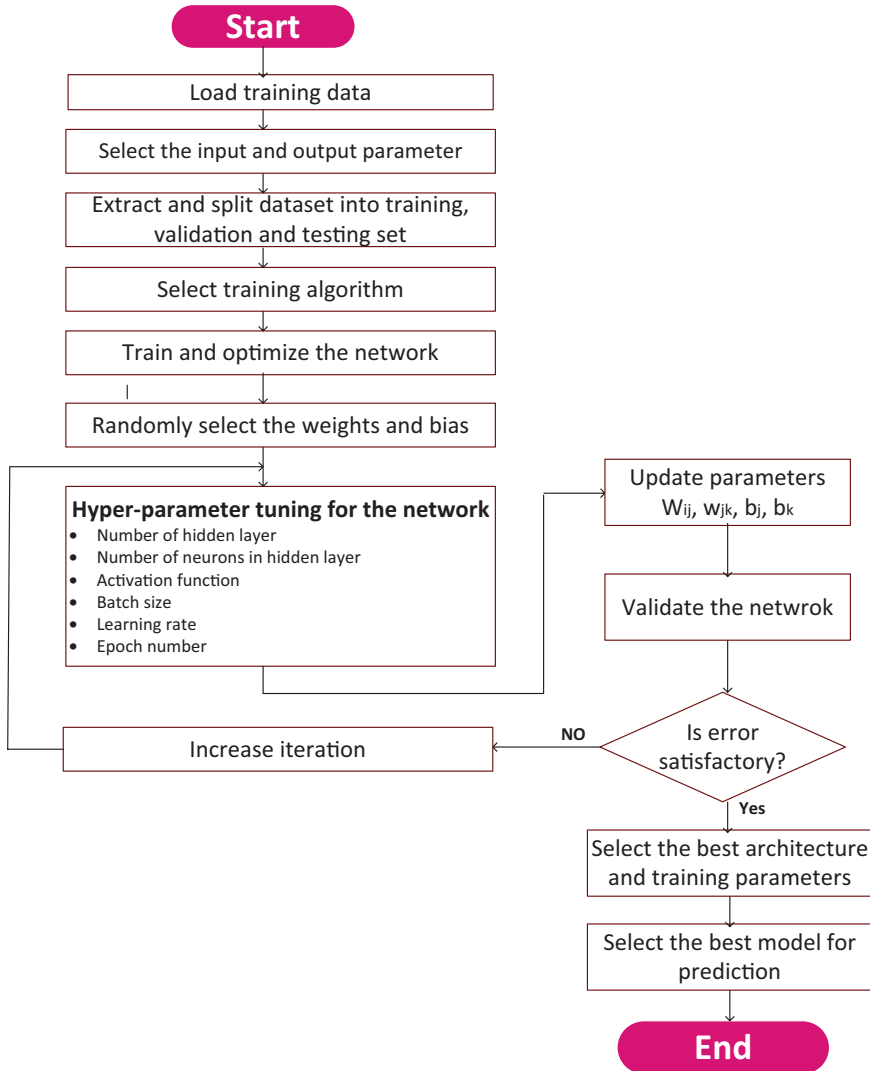 Start
Load training data
Select the input and output parameter
Extract and split dataset into training,
validation and testing set
Select training algorithm
Train and optimize the network
Randomly select the weights and bias
Hyper-parameter tuning for the network
• Number of hidden layer
• Number of neurons in hidden layer
• Activation function
• Batch size
• Learning rate
• Epoch number
Update parameters
Wij, wjk, bj, bk
Validate the netwrok
Is error
satisfactory?
NO
Increase iteration
Yes
Select the best architecture
and training parameters
Select the best model for
prediction
End